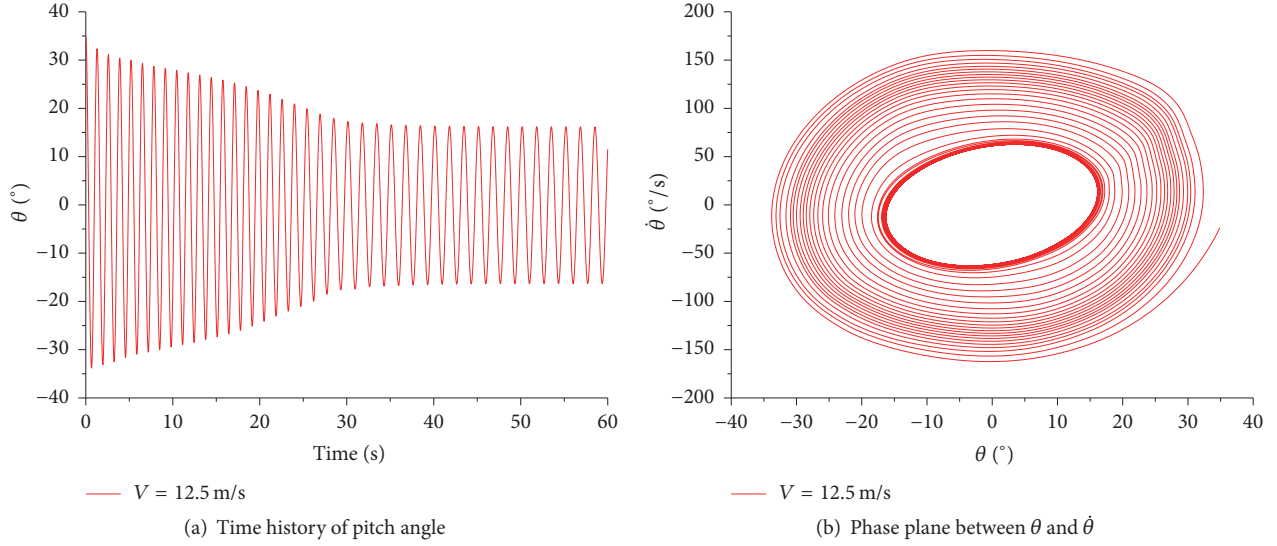 40
30
20
10
0
−10
−20
−30
−40
θ (°)
0 10 20 30 40 50 60
Time (s)
V = 12.5 m/s
(a) Time history of pitch angle
200
150
100
50
0
−50
−100
−150
−200
θ̇ (°/s)
−40 −30 −20 −10 0 10 20 30 40
θ (°)
V = 12.5 m/s
(b) Phase plane between θ and θ̇